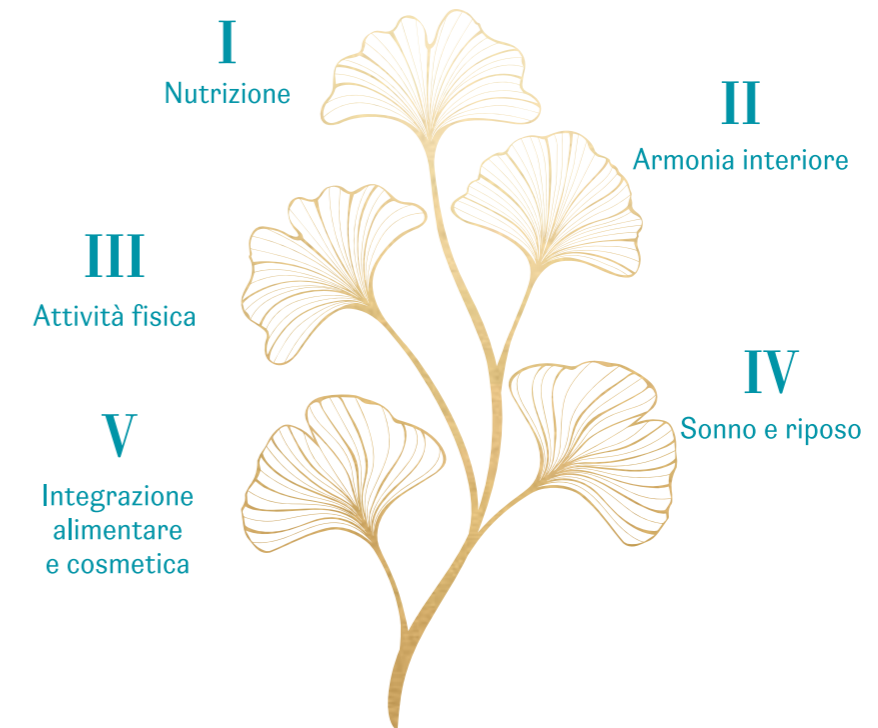 I
Nutrizione
II
Armonia interiore
III
Attività fisica
IV
Sonno e riposo
V
Integrazione
alimentare
e cosmetica